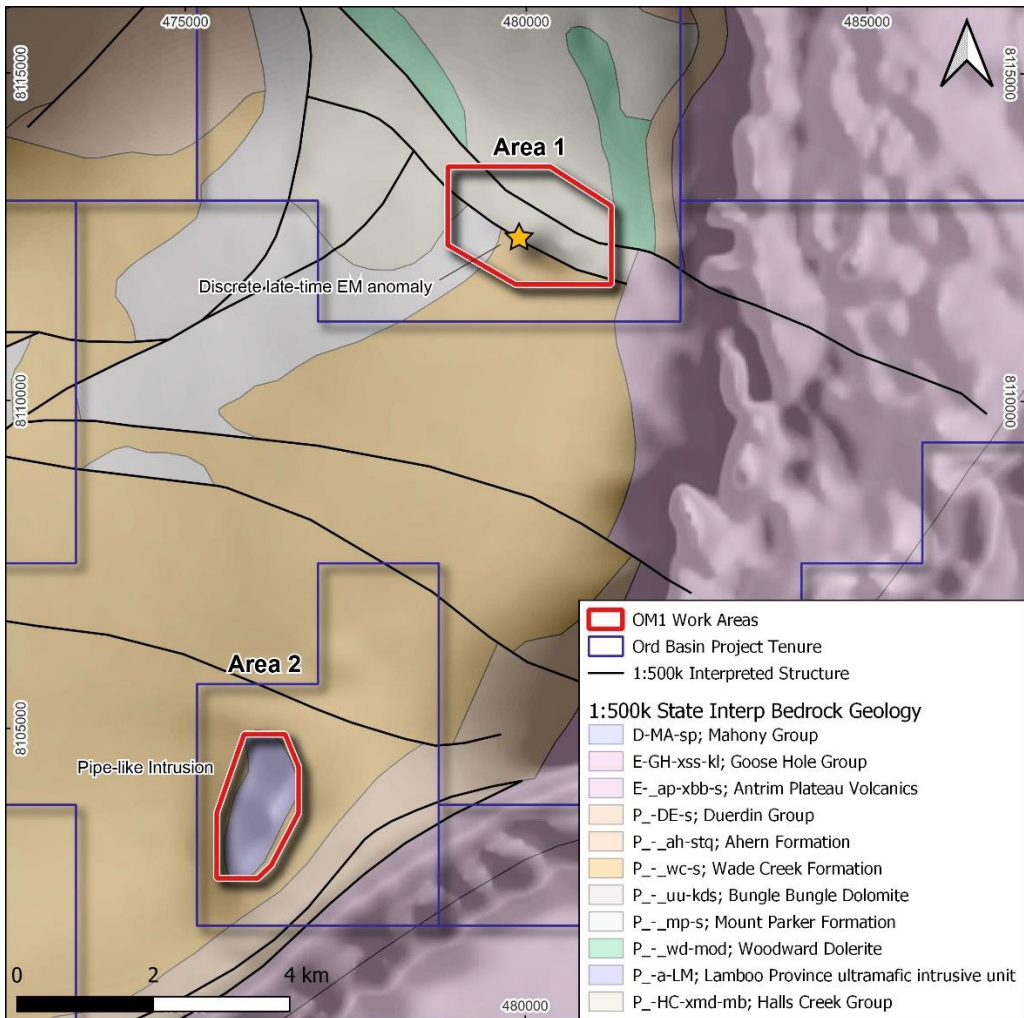 475000
480000
485000
8115000
8115000
Area 1
Discrete late-time EM anomaly
8110000
8110000
Area 2
8105000
Pipe-like Intrusion
OM1 Work Areas
Ord Basin Project Tenure
1:500k Interpreted Structure
1:500k State Interp Bedrock Geology
D-MA-sp; Mahony Group
E-GH-xss-kl; Goose Hole Group
E-_ap-xbb-s; Antrim Plateau Volcanics
P_-DE-s; Duerdin Group
P_-_ah-stq; Ahern Formation
P_-_wc-s; Wade Creek Formation
P_-_uu-kds; Bungle Bungle Dolomite
P_-_mp-s; Mount Parker Formation
P_-_wd-mod; Woodward Dolerite
P_-a-LM; Lamboo Province ultramafic intrusive unit
P_-HC-xmd-mb; Halls Creek Group
0 2 4 km
480000